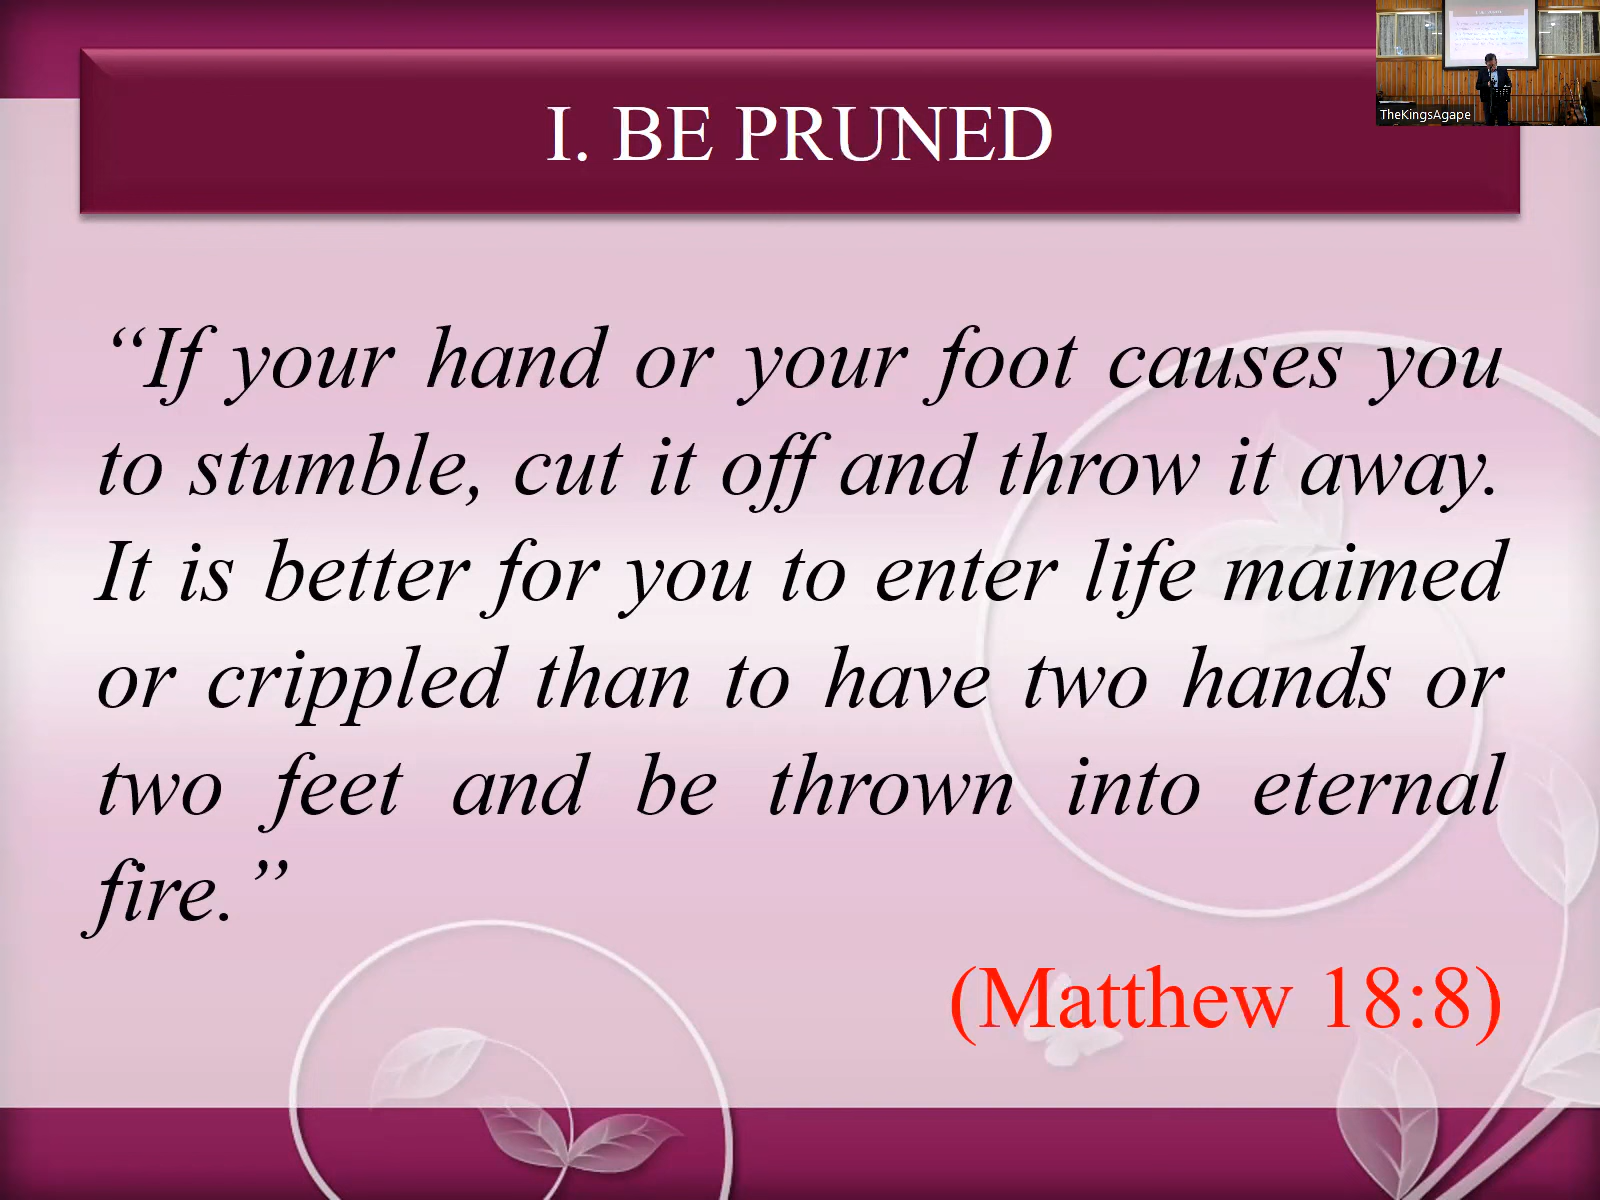 I. BE PRUNED
TheKingsAgape
“If your hand or your foot causes you
to stumble, cut it off and throw it away.
It is better for you to enter life maimed
or crippled than to have two hands or
two feet and be thrown into eternal
fire.”
(Matthew 18:8)